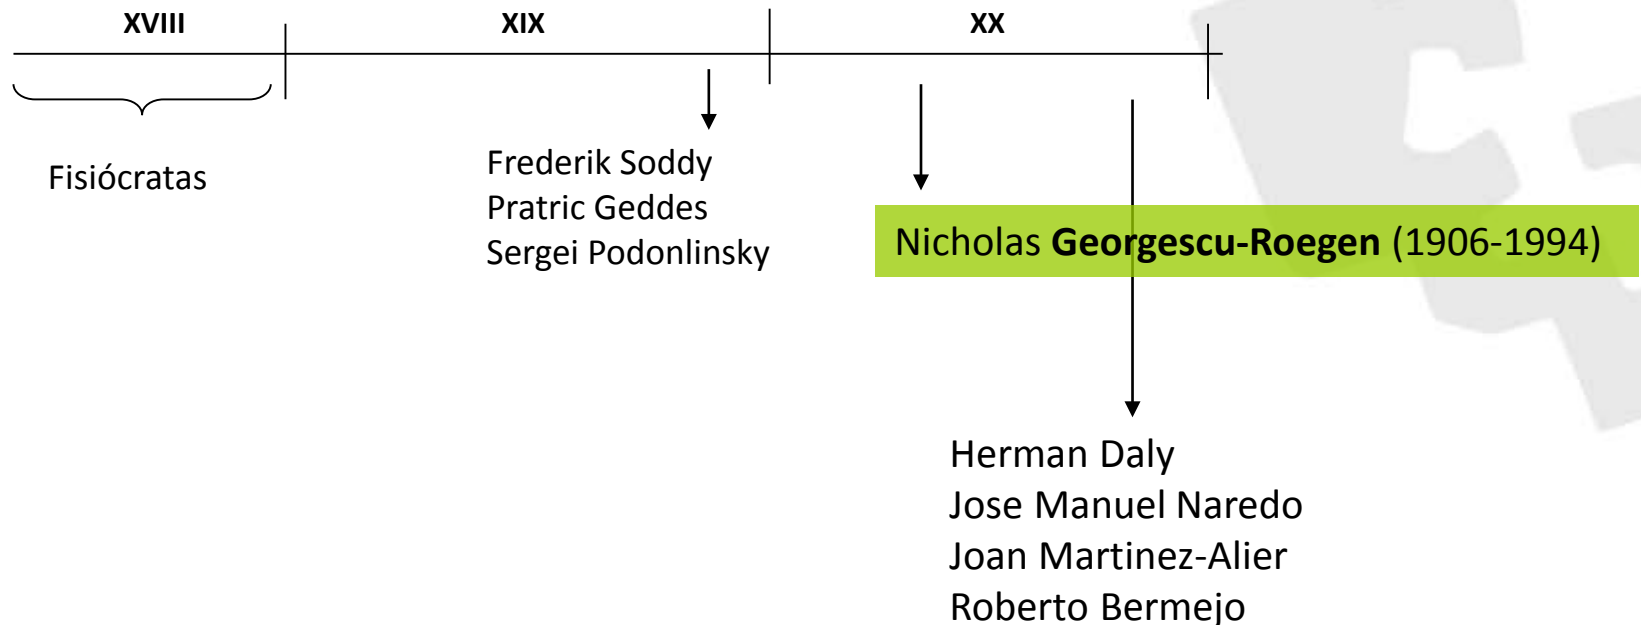 XVIII
XIX
XX
Fisiócratas
Frederik Soddy
Pratric Geddes
Sergei Podonlinsky
Nicholas Georgescu-Roegen (1906-1994)
Herman Daly
Jose Manuel Naredo
Joan Martinez-Alier
Roberto Bermejo